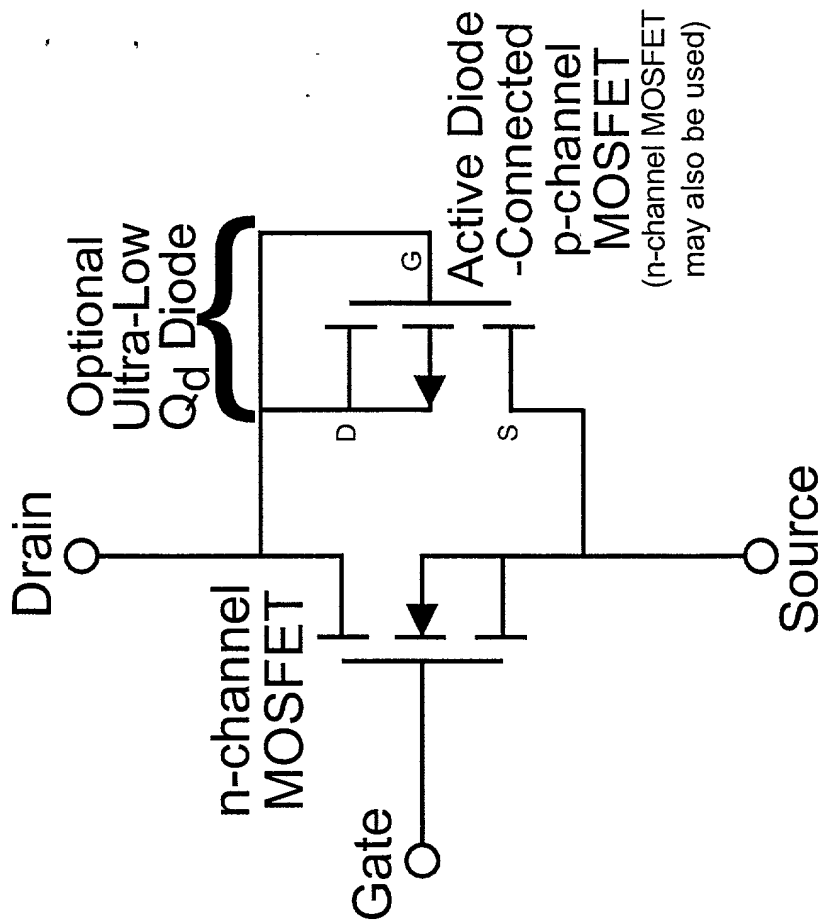 Drain
Optional
Ultra-Low
Qd Diode
n-channel
MOSFET
D
G
S
Active Diode
-Connected
p-channel
MOSFET
(n-channel MOSFET
may also be used)
Gate
Source